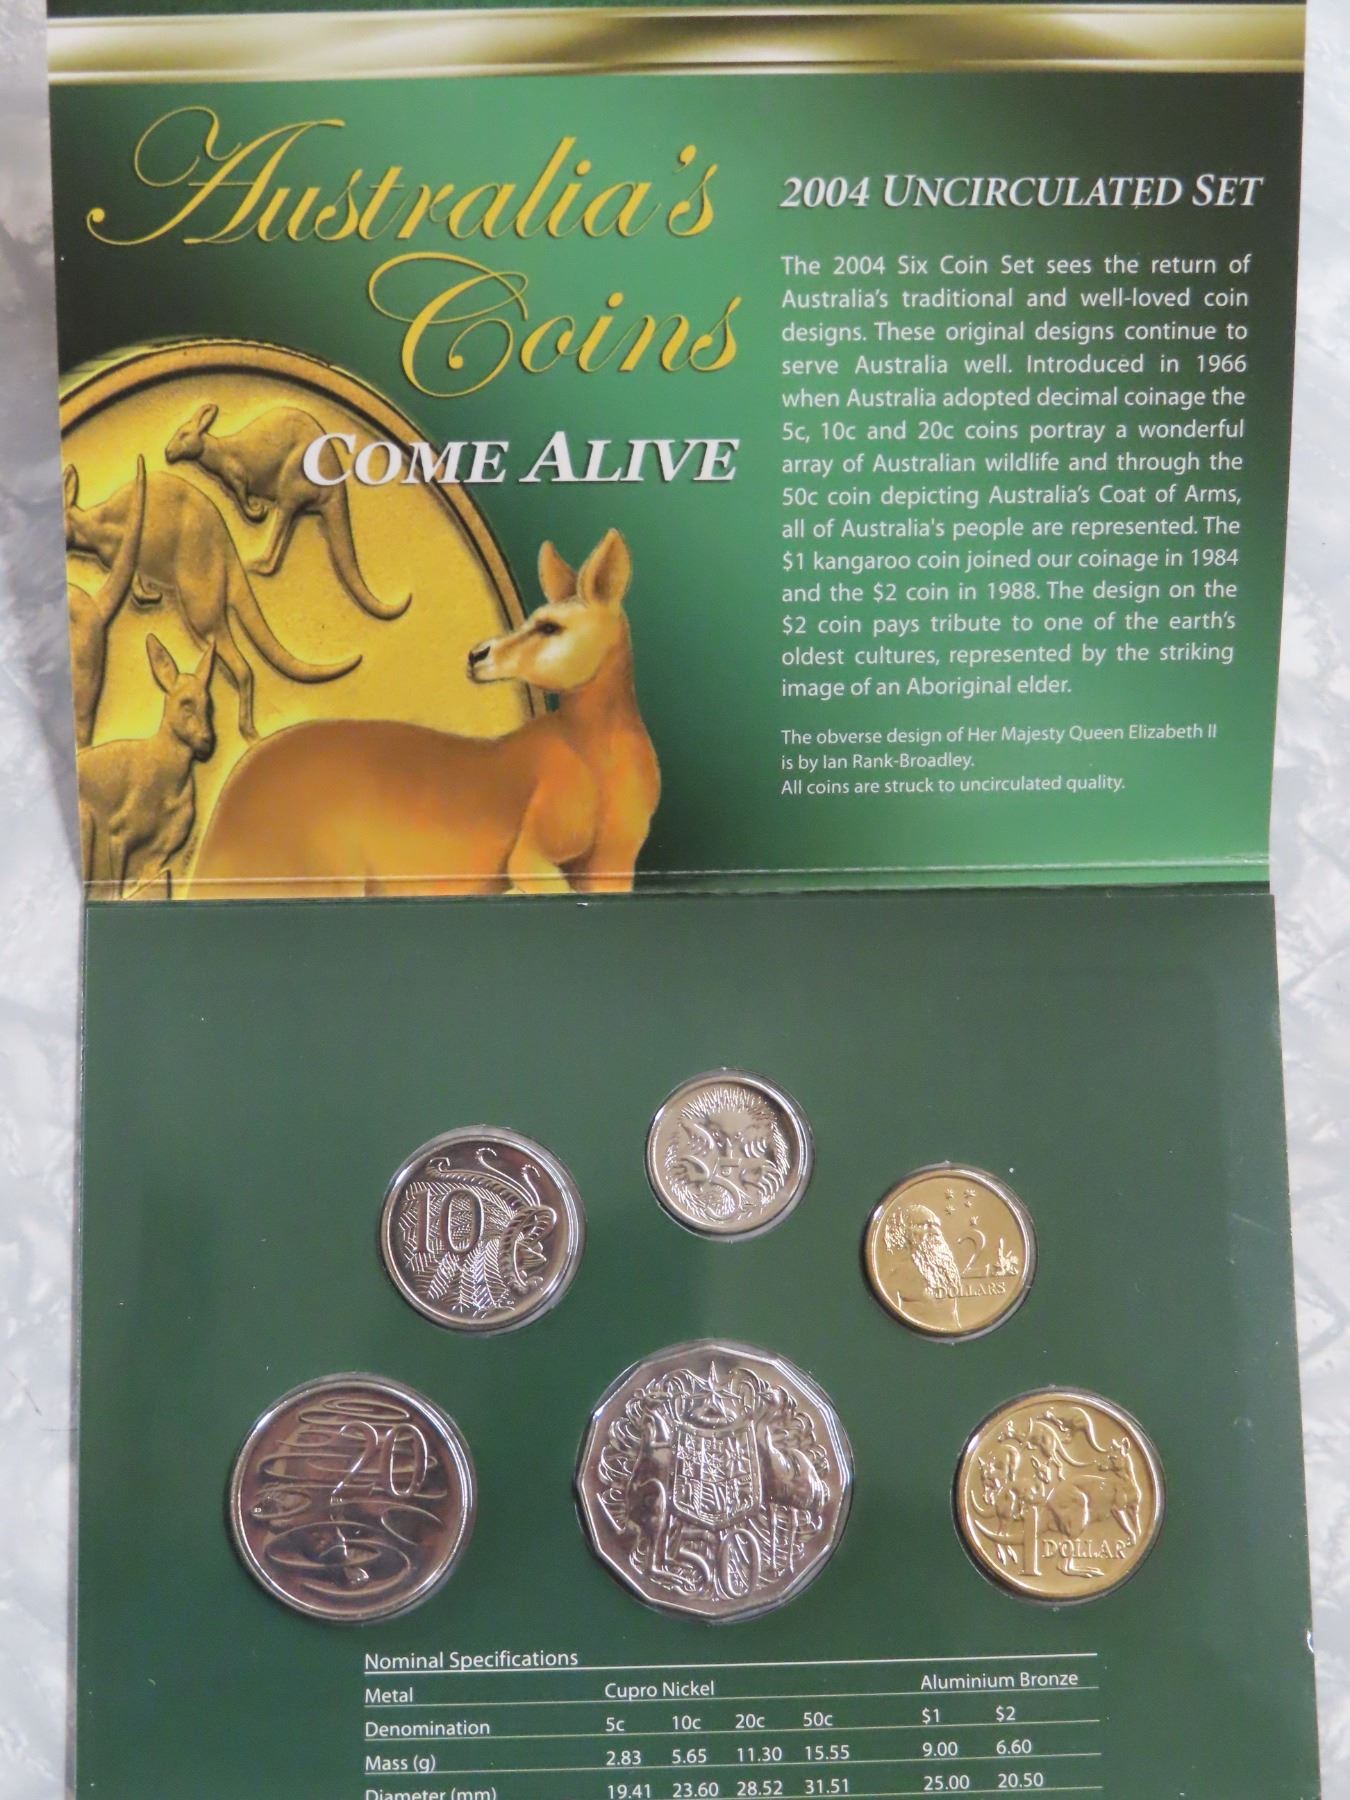 Australia's
Coins
COME ALIVE
2004 UNCIRCULATED SET
The 2004 Six Coin Set sees the return of
Australia's traditional and well-loved coin
designs. These original designs continue to
serve Australia well. Introduced in 1966
when Australia adopted decimal coinage the
5c, 10c and 20c coins portray a wonderful
array of Australian wildlife and through the
50c coin depicting Australia's Coat of Arms,
all of Australia's people are represented. The
$1 kangaroo coin joined our coinage in 1984
and the $2 coin in 1988. The design on the
$2 coin pays tribute to one of the earth's
oldest cultures, represented by the striking
image of an Aboriginal elder.
The obverse design of Her Majesty Queen Elizabeth II
is by Ian Rank-Broadley.
All coins are struck to uncirculated quality.
5
10
2
DOLLARS
20
50
1
DOLLAR
Nominal Specifications
Metal Cupro Nickel Aluminium Bronze
Denomination 5c 10c 20c 50c $1 $2
Mass (g) 2.83 5.65 11.30 15.55 9.00 6.60
Diameter (mm) 19.41 23.60 28.52 31.51 25.00 20.50